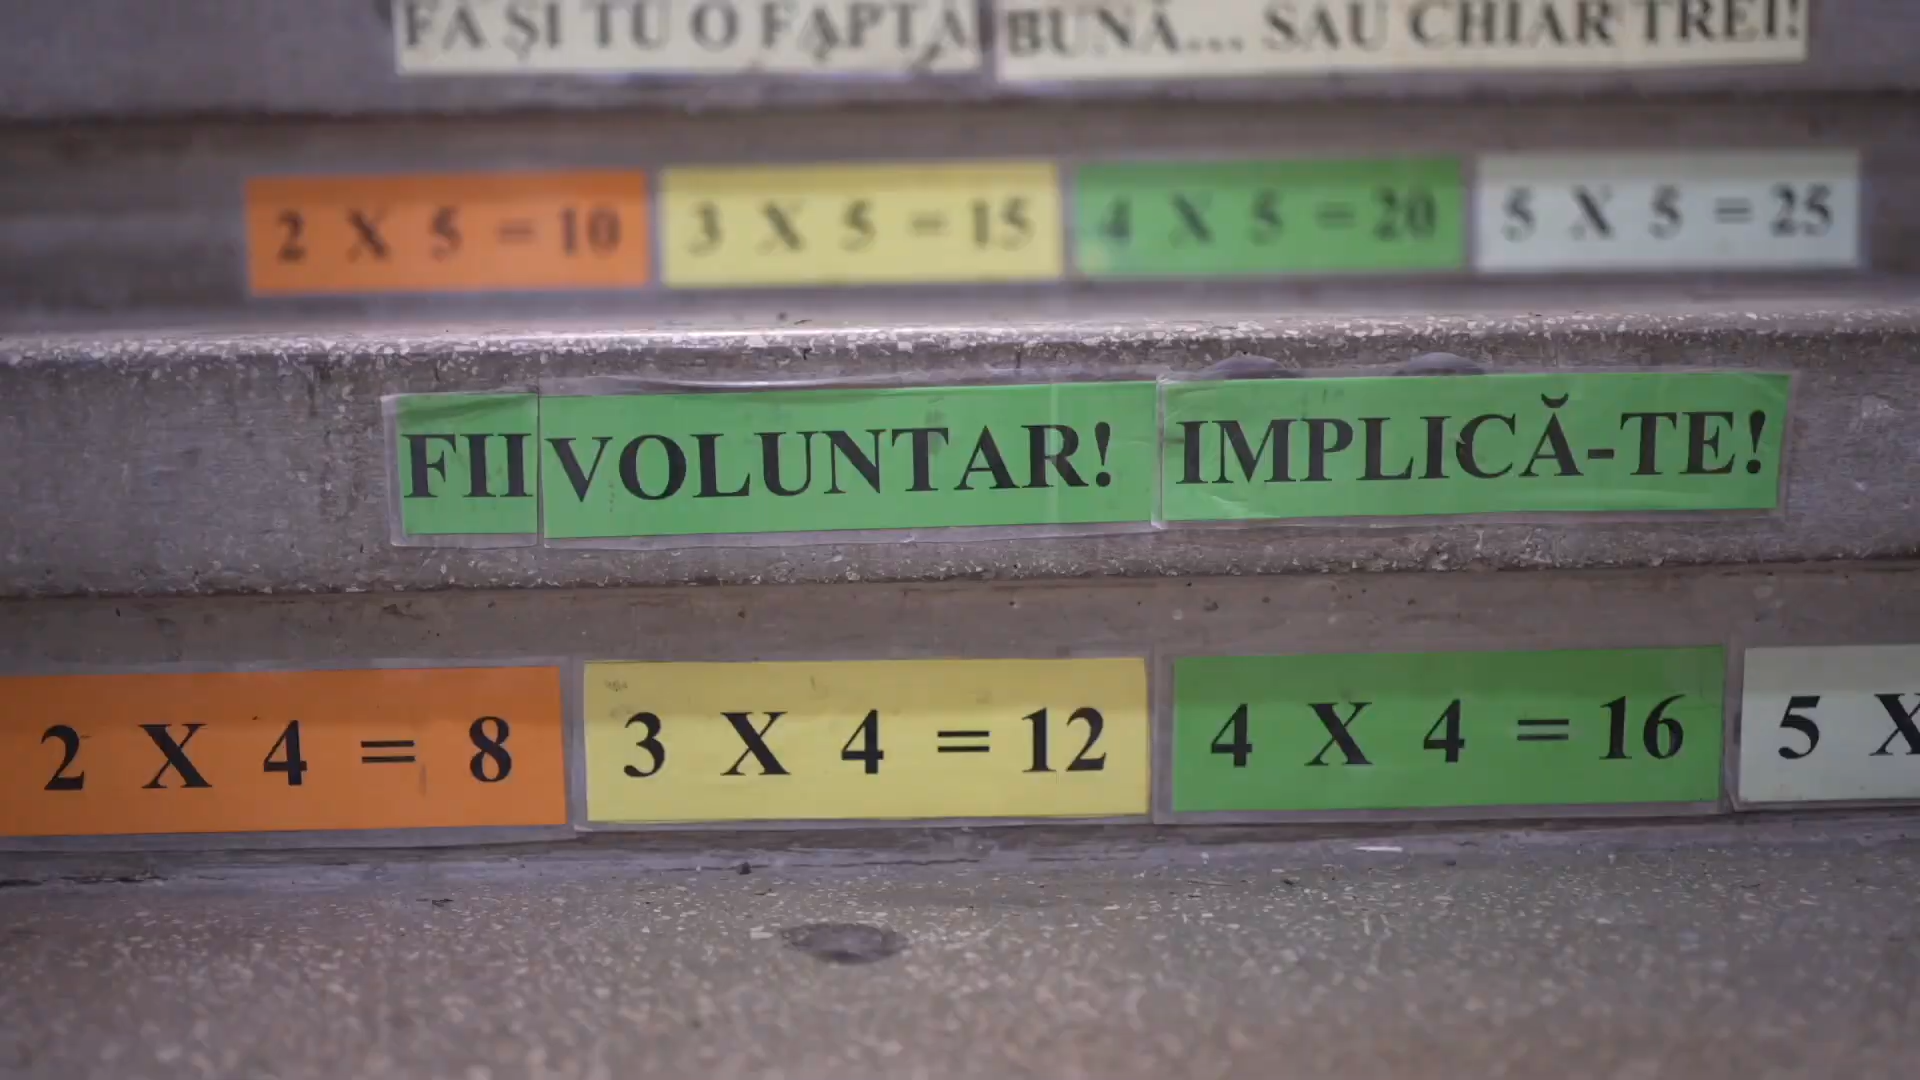 FĂ ȘI TU O FAPTĂ BUNĂ... SAU CHIAR TREI!
2 X 5 = 10 3 X 5 = 15 4 X 5 = 20 5 X 5 = 25
FII VOLUNTAR! IMPLICĂ-TE!
2 X 4 = 8 3 X 4 = 12 4 X 4 = 16 5 X